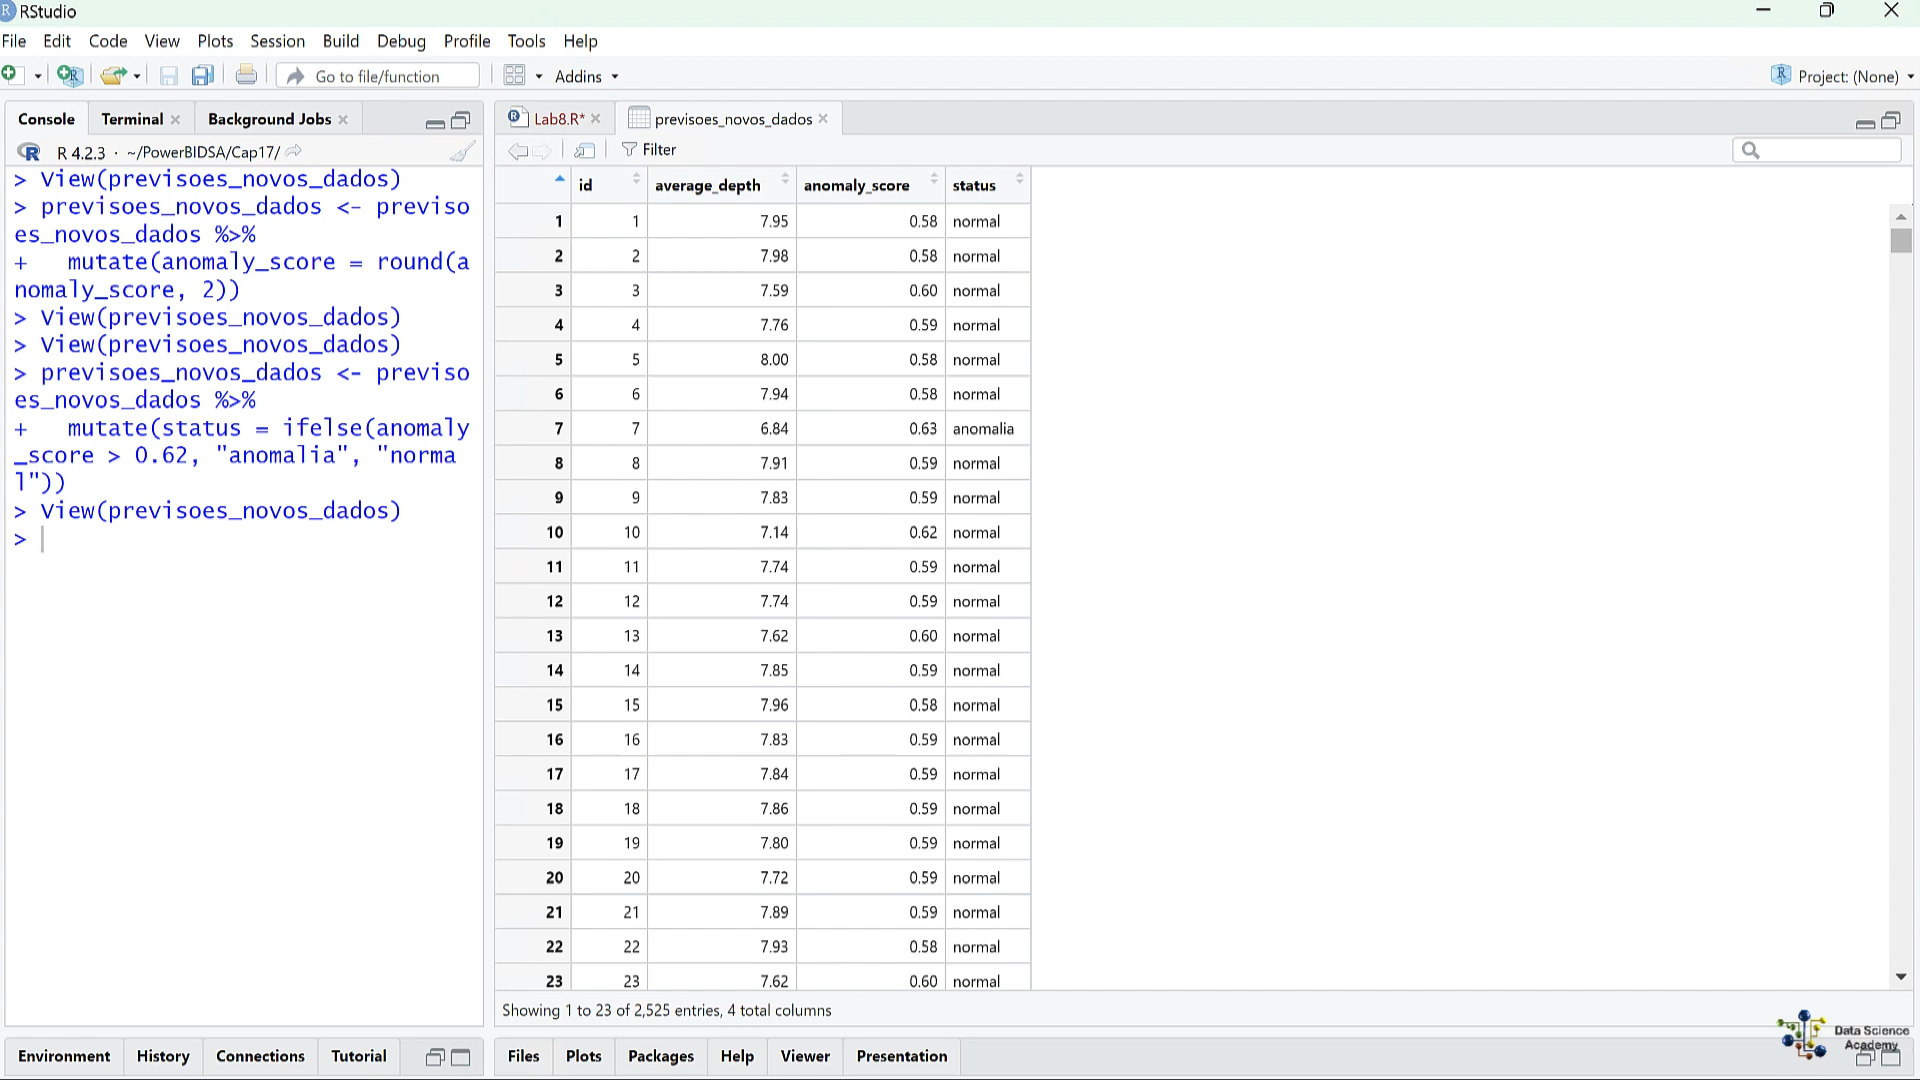 RStudio
File Edit Code View Plots Session Build Debug Profile Tools Help
Go to file/function Addins Project: (None)
Console Terminal Background Jobs
R 4.2.3 · ~/PowerBIDSA/Cap17/
> View(previsoes_novos_dados)
> previsoes_novos_dados <- previso
es_novos_dados %>%
+   mutate(anomaly_score = round(a
nomaly_score, 2))
> View(previsoes_novos_dados)
> View(previsoes_novos_dados)
> previsoes_novos_dados <- previso
es_novos_dados %>%
+   mutate(status = ifelse(anomaly
_score > 0.62, "anomalia", "norma
l"))
> View(previsoes_novos_dados)
>
Lab8.R* previsoes_novos_dados
Filter
id average_depth anomaly_score status
1 1 7.95 0.58 normal
2 2 7.98 0.58 normal
3 3 7.59 0.60 normal
4 4 7.76 0.59 normal
5 5 8.00 0.58 normal
6 6 7.94 0.58 normal
7 7 6.84 0.63 anomalia
8 8 7.91 0.59 normal
9 9 7.83 0.59 normal
10 10 7.14 0.62 normal
11 11 7.74 0.59 normal
12 12 7.74 0.59 normal
13 13 7.62 0.60 normal
14 14 7.85 0.59 normal
15 15 7.96 0.58 normal
16 16 7.83 0.59 normal
17 17 7.84 0.59 normal
18 18 7.86 0.59 normal
19 19 7.80 0.59 normal
20 20 7.72 0.59 normal
21 21 7.89 0.59 normal
22 22 7.93 0.58 normal
23 23 7.62 0.60 normal
Showing 1 to 23 of 2,525 entries, 4 total columns
Environment History Connections Tutorial
Files Plots Packages Help Viewer Presentation
Data Science
Academy